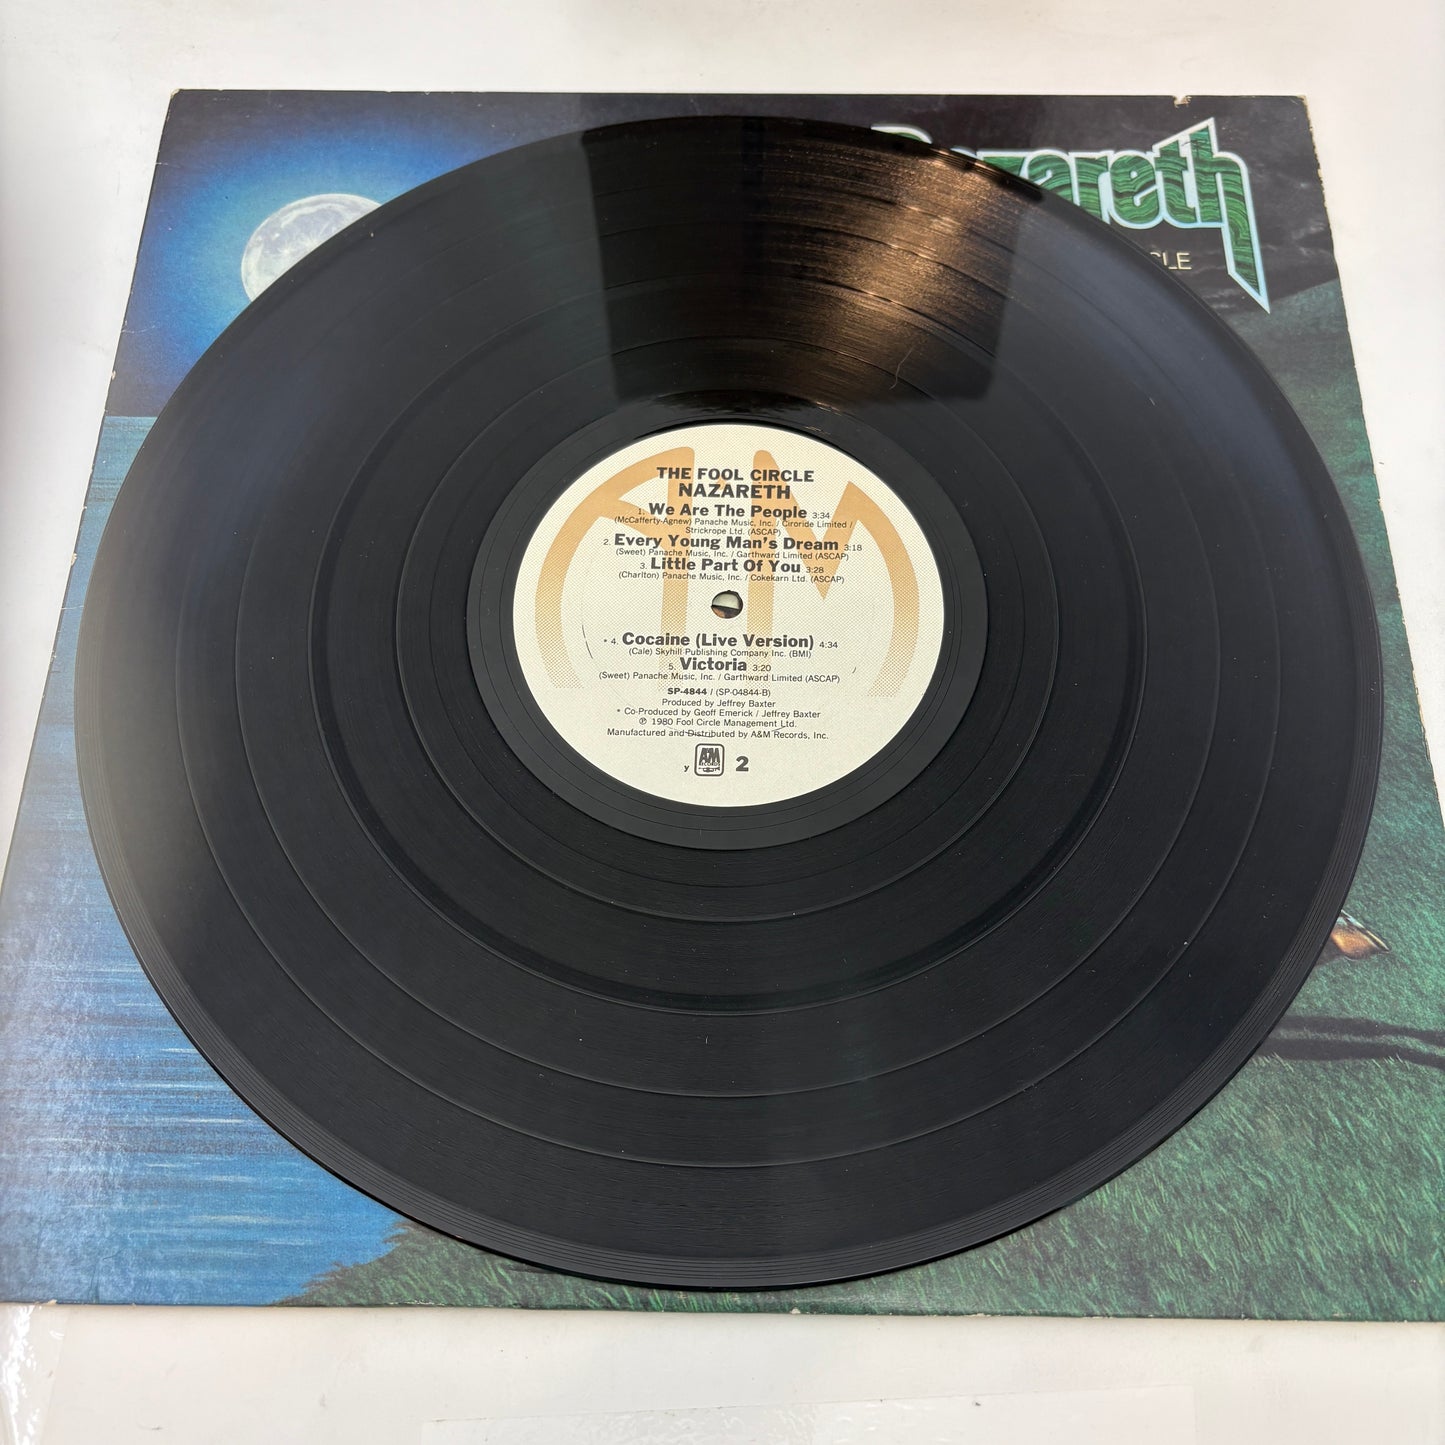 azareth
CLE
THE FOOL CIRCLE
NAZARETH
1. We Are The People 3:34
(McCafferty-Agnew) Panache Music, Inc. / Ciroride Limited /
Strickrope Ltd. (ASCAP)
2. Every Young Man's Dream 3:18
(Sweet) Panache Music, Inc. / Garthward Limited (ASCAP)
3. Little Part Of You 3:28
(Charlton) Panache Music, Inc. / Cokekarn Ltd. (ASCAP)
* 4. Cocaine (Live Version) 4:34
(Cale) Skyhill Publishing Company Inc. (BMI)
5. Victoria 3:20
(Sweet) Panache Music, Inc. / Garthward Limited (ASCAP)
SP-4844 / (SP-04844-B)
Produced by Jeffrey Baxter
* Co-Produced by Geoff Emerick / Jeffrey Baxter
℗ 1980 Fool Circle Management Ltd.
Manufactured and Distributed by A&M Records, Inc.
y A&M RECORDS 2